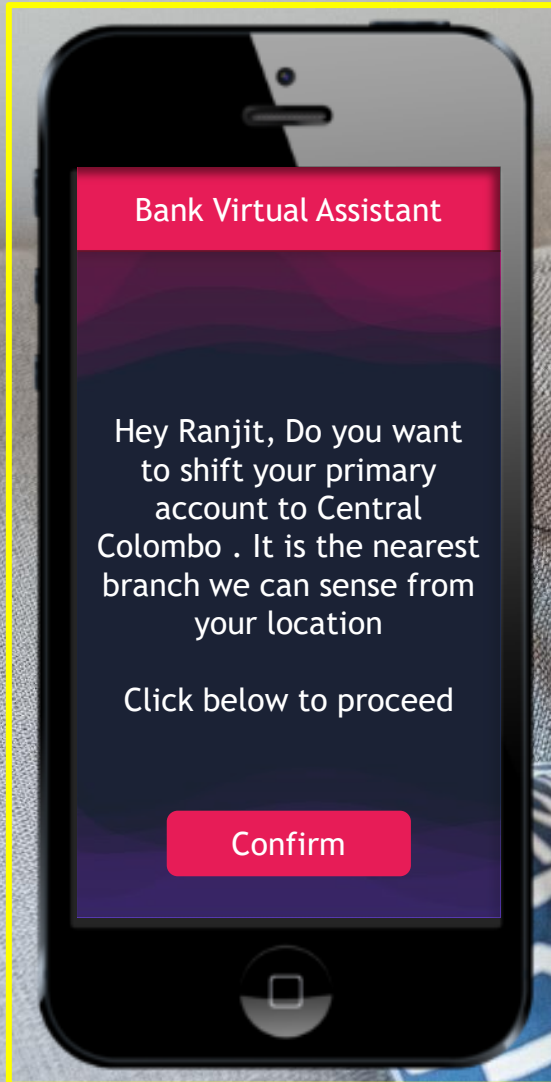 Bank Virtual Assistant
Hey Ranjit, Do you want
to shift your primary
account to Central
Colombo . It is the nearest
branch we can sense from
your location
Click below to proceed
Confirm